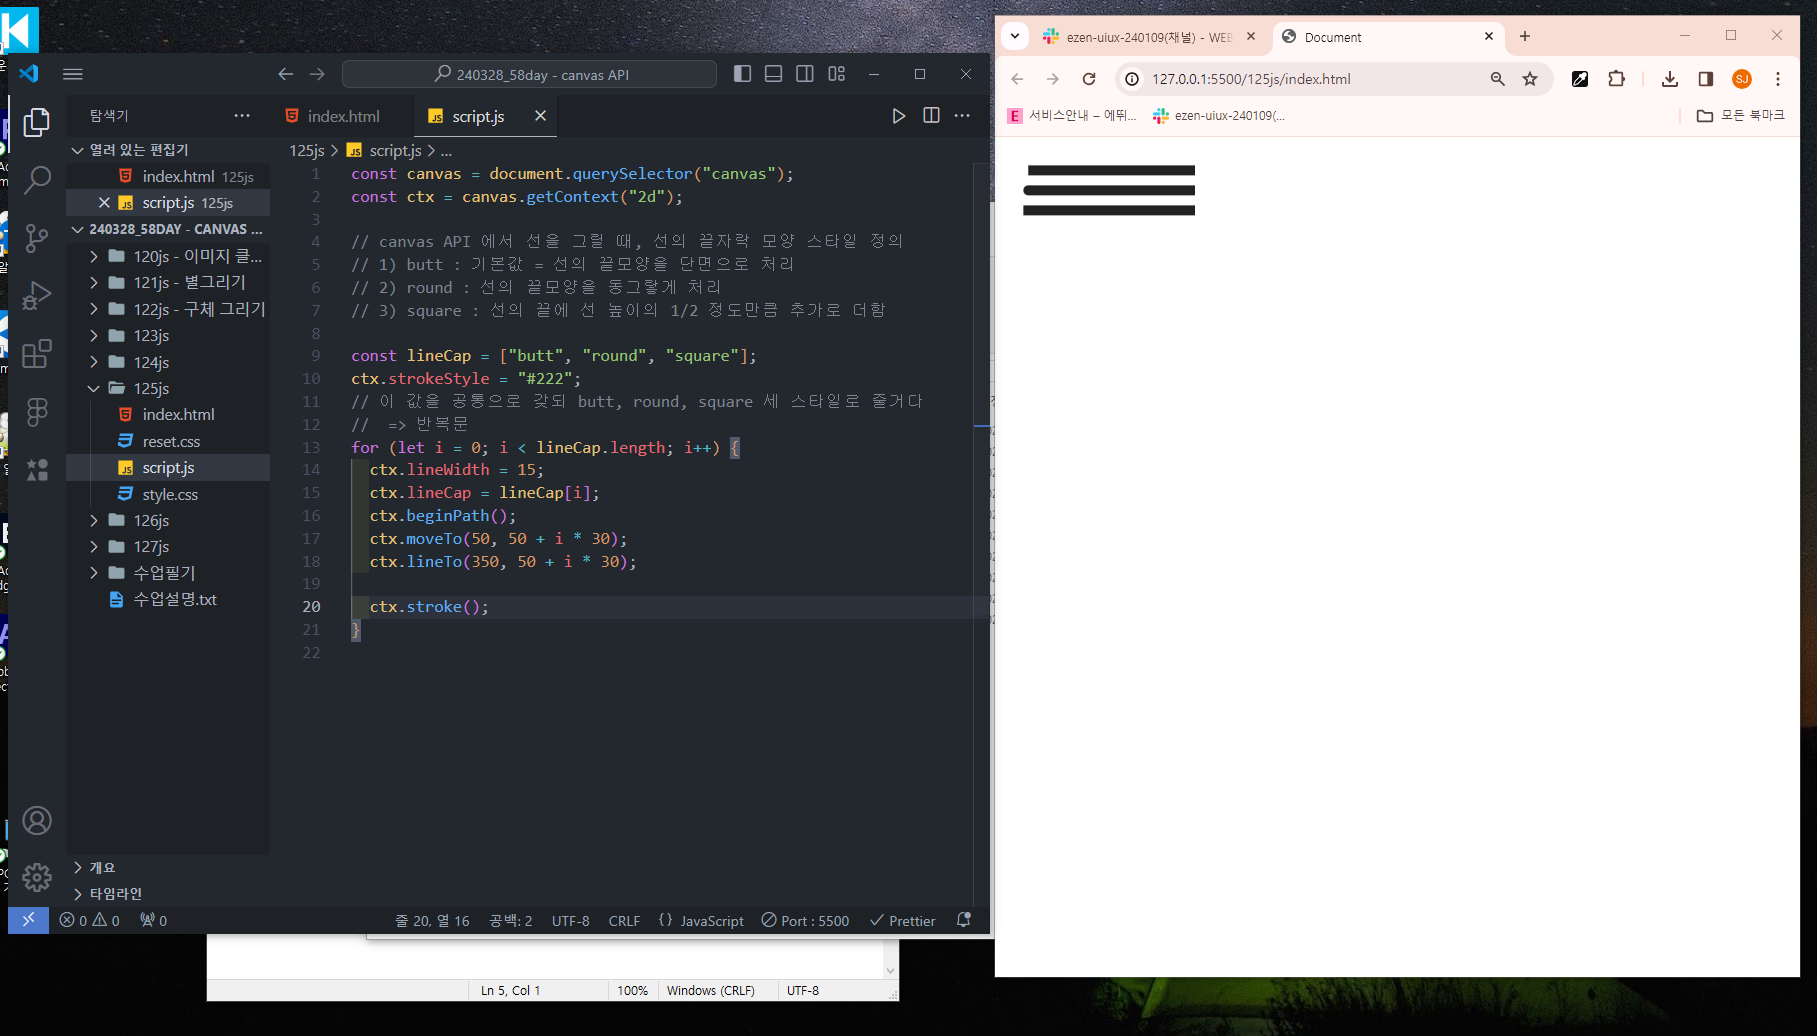 240328_58day - canvas API
탐색기
index.html
script.js
열려 있는 편집기
index.html 125js
script.js 125js
240328_58DAY - CANVAS ...
120js - 이미지 클...
121js - 별그리기
122js - 구체 그리기
123js
124js
125js
index.html
reset.css
script.js
style.css
126js
127js
수업필기
수업설명.txt
개요
타임라인
125js > script.js > ...
1 const canvas = document.querySelector("canvas");
2 const ctx = canvas.getContext("2d");
3
4 // canvas API 에서 선을 그릴 때, 선의 끝자락 모양 스타일 정의
5 // 1) butt : 기본값 = 선의 끝모양을 단면으로 처리
6 // 2) round : 선의 끝모양을 동그랗게 처리
7 // 3) square : 선의 끝에 선 높이의 1/2 정도만큼 추가로 더함
8
9 const lineCap = ["butt", "round", "square"];
10 ctx.strokeStyle = "#222";
11 // 이 값을 공통으로 갖되 butt, round, square 세 스타일로 줄거다
12 //  => 반복문
13 for (let i = 0; i < lineCap.length; i++) {
14   ctx.lineWidth = 15;
15   ctx.lineCap = lineCap[i];
16   ctx.beginPath();
17   ctx.moveTo(50, 50 + i * 30);
18   ctx.lineTo(350, 50 + i * 30);
19
20   ctx.stroke();
21 }
22
0 0 0 줄 20, 열 16 공백: 2 UTF-8 CRLF {} JavaScript Port : 5500 Prettier
Ln 5, Col 1 100% Windows (CRLF) UTF-8
ezen-uiux-240109(채널) - WEB
Document
127.0.0.1:5500/125js/index.html
SJ
E 서비스안내 – 에뛰...
ezen-uiux-240109(...
모든 북마크